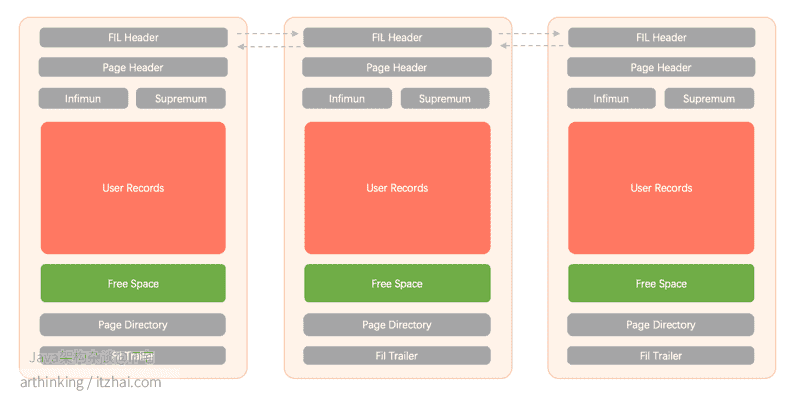 FIL Header
Page Header
Infimun Supremum
User Records
Free Space
Page Directory
Fil Trailer
FIL Header
Page Header
Infimun Supremum
User Records
Free Space
Page Directory
Fil Trailer
FIL Header
Page Header
Infimun Supremum
User Records
Free Space
Page Directory
Fil Trailer
Java架构杂谈
arthinking / itzhai.com